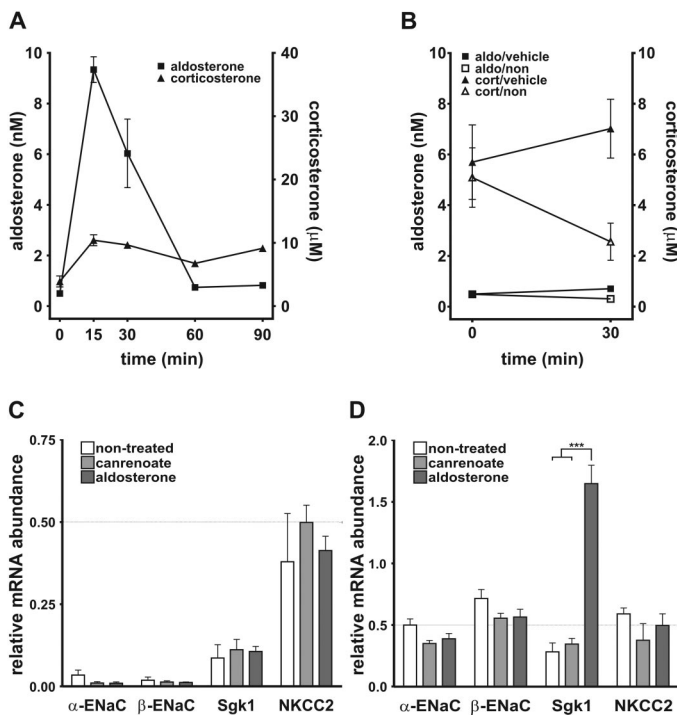 A
aldosterone
corticosterone
aldosterone (nM)
10
8
6
4
2
0
corticosterone (μM)
40
30
20
10
0
0 15 30 60 90
time (min)
B
aldo/vehicle
aldo/non
cort/vehicle
cort/non
aldosterone (nM)
10
8
6
4
2
0
corticosterone (μM)
10
8
6
4
2
0
0 30
time (min)
C
non-treated
canrenoate
aldosterone
relative mRNA abundance
0.75
0.50
0.25
0.00
α-ENaC β-ENaC Sgk1 NKCC2
D
non-treated
canrenoate
aldosterone
***
relative mRNA abundance
2.0
1.5
1.0
0.5
0.0
α-ENaC β-ENaC Sgk1 NKCC2